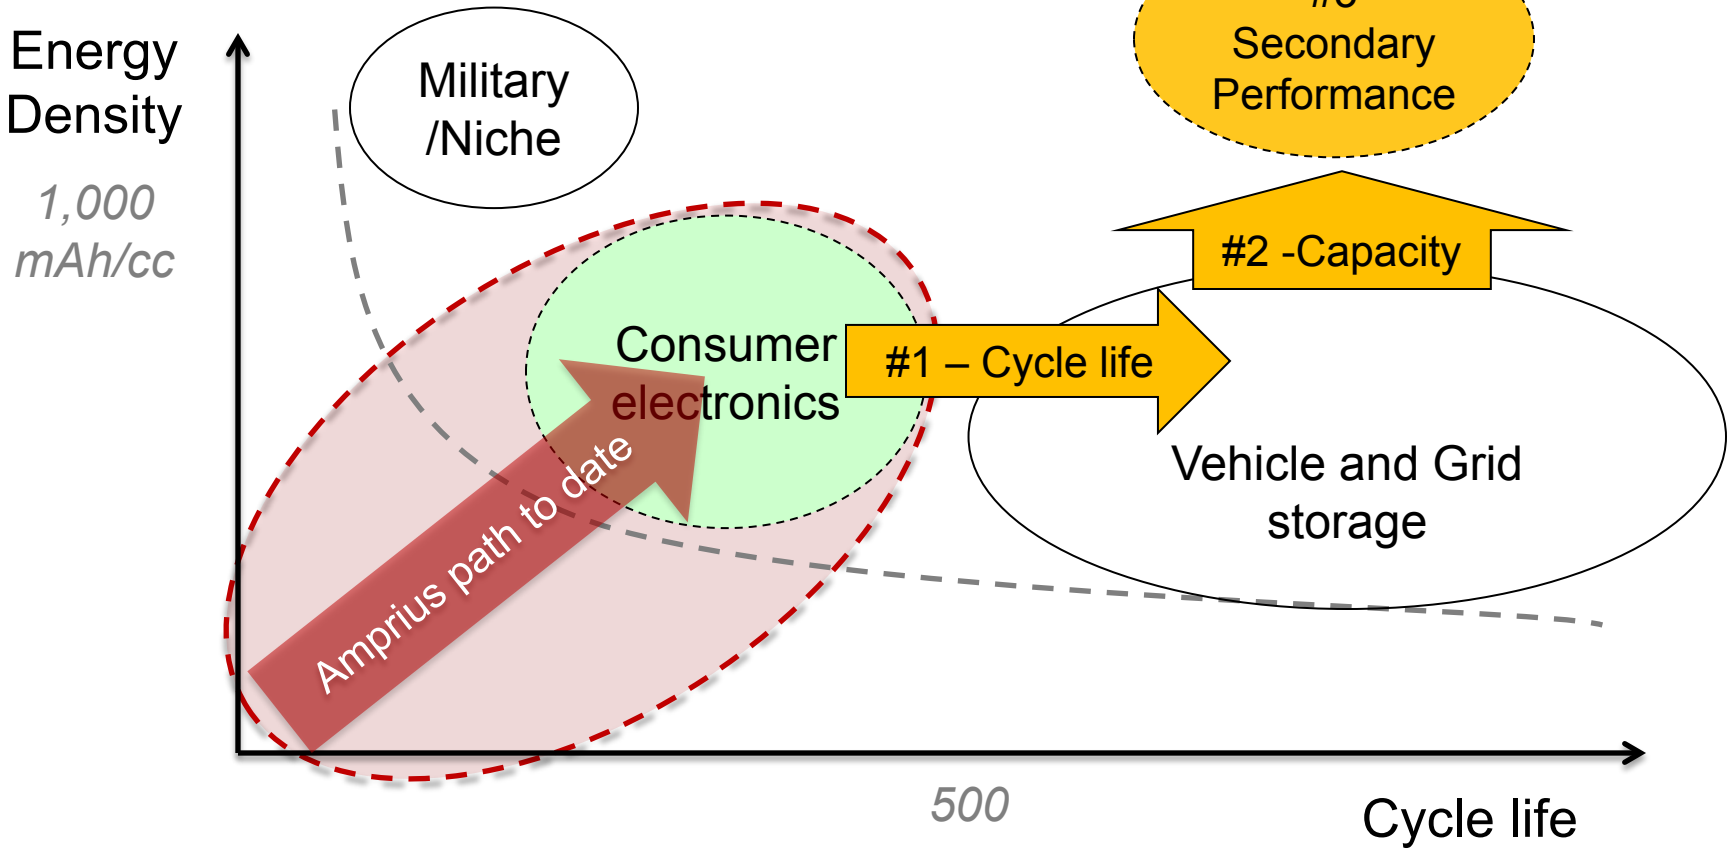 Energy
Density
1,000
mAh/cc
Military
/Niche
Secondary
Performance
#2 -Capacity
Consumer
electronics
#1 – Cycle life
Vehicle and Grid
storage
Amprius path to date
500
Cycle life